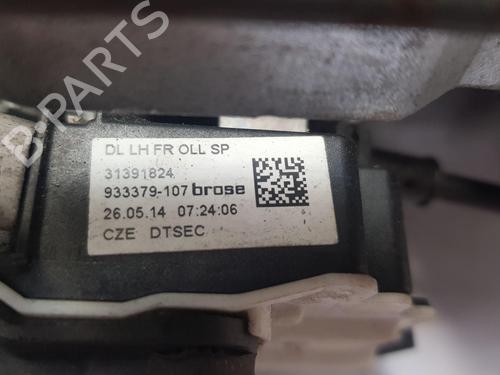 DL LH FR OLL SP
31391824
933379-107 brose
26.05.14 07:24:06
CZE DTSEC
B-PARTS